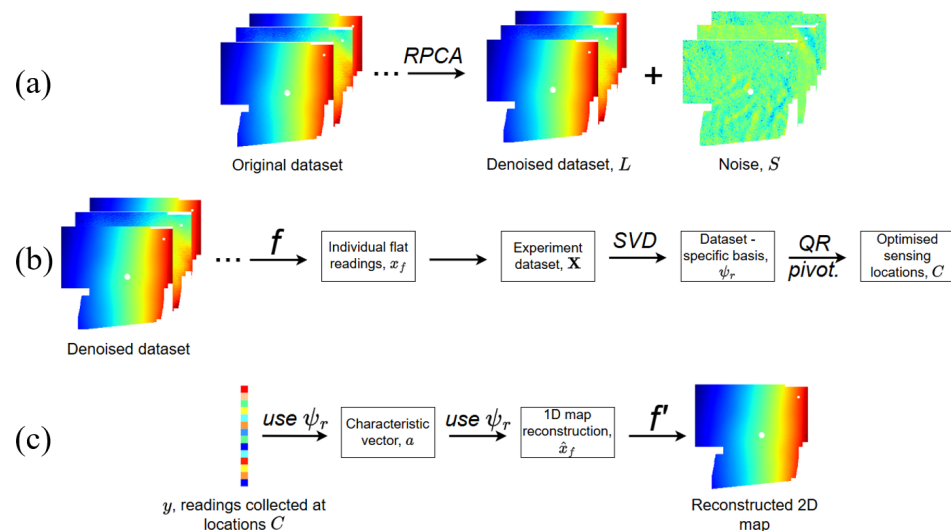 (a)
RPCA
...
+
Original dataset
Denoised dataset, L
Noise, S
(b)
...
f
Individual flat
readings, x_f
Experiment
dataset, X
SVD
Dataset -
specific basis,
ψ_r
QR
pivot.
Optimised
sensing
locations, C
Denoised dataset
(c)
use ψ_r
Characteristic
vector, a
use ψ_r
1D map
reconstruction,
x̂_f
f'
y, readings collected at
locations C
Reconstructed 2D
map